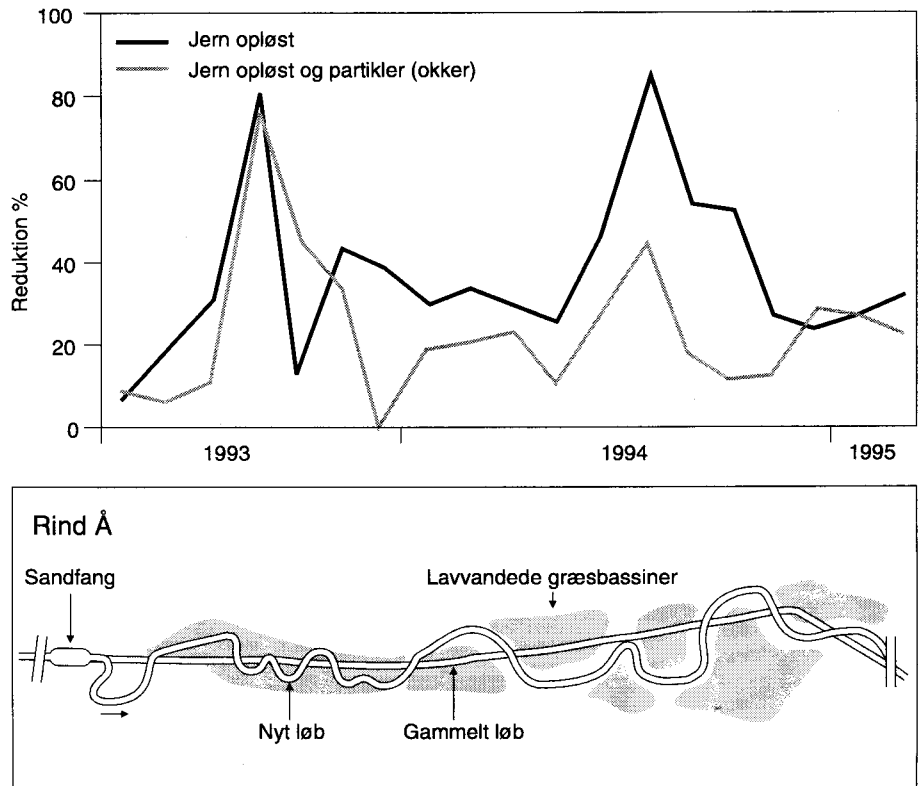 100
Jern opløst
Jern opløst og partikler (okker)
80
60
Reduktion %
40
20
0
1993
1994
1995
Rind Å
Sandfang
Lavvandede græsbassiner
Nyt løb
Gammelt løb